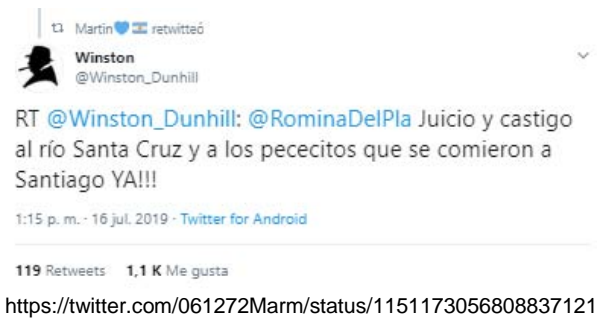 Martin💙🇦🇷 retwitteó
Winston
@Winston_Dunhill
RT @Winston_Dunhill: @RominaDelPla Juicio y castigo
al río Santa Cruz y a los pececitos que se comieron a
Santiago YA!!!
1:15 p. m. · 16 jul. 2019 · Twitter for Android
119 Retweets 1,1 K Me gusta
https://twitter.com/061272Marm/status/1151173056808837121